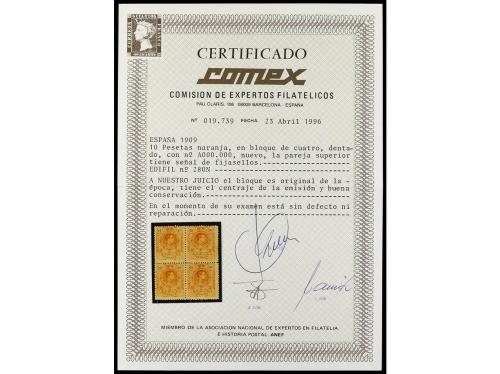 CERTIFICADO
comex
COMISION DE EXPERTOS FILATELICOS
PAU CLARIS, 106 08009 BARCELONA - ESPAÑA
Nº 019.739 FECHA 23 Abril 1996
ESPAÑA 1909
10 Pesetas naranja, en bloque de cuatro, denta-
do, con nº A000.000, nuevo, la pareja superior
tiene señal de fijasellos.
EDIFIL nº 280N
A NUESTRO JUICIO el bloque es original de la é-
época, tiene el centraje de la emisión y buena
conservación.
En el momento de su examen está sin defecto ni
reparación.
MIEMBRO DE LA ASOCIACION NACIONAL DE EXPERTOS EN FILATELIA
E HISTORIA POSTAL ANEF